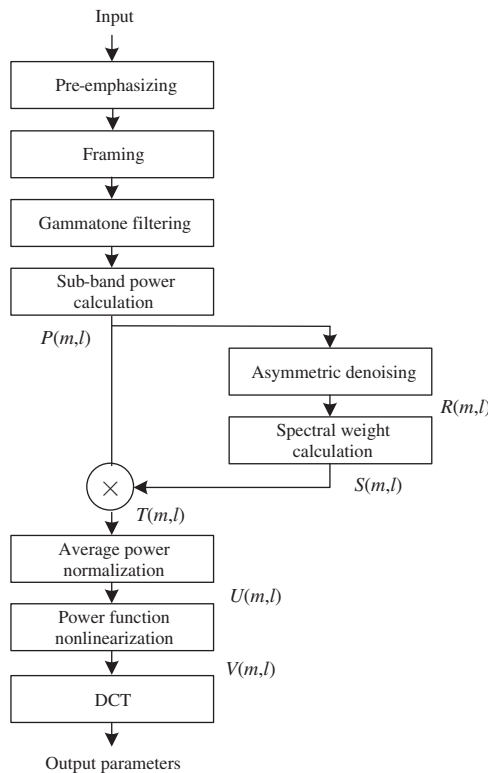 Input
Pre-emphasizing
Framing
Gammatone filtering
Sub-band power
calculation
P(m,l)
Asymmetric denoising
R(m,l)
Spectral weight
calculation
S(m,l)
×
T(m,l)
Average power
normalization
U(m,l)
Power function
nonlinearization
V(m,l)
DCT
Output parameters